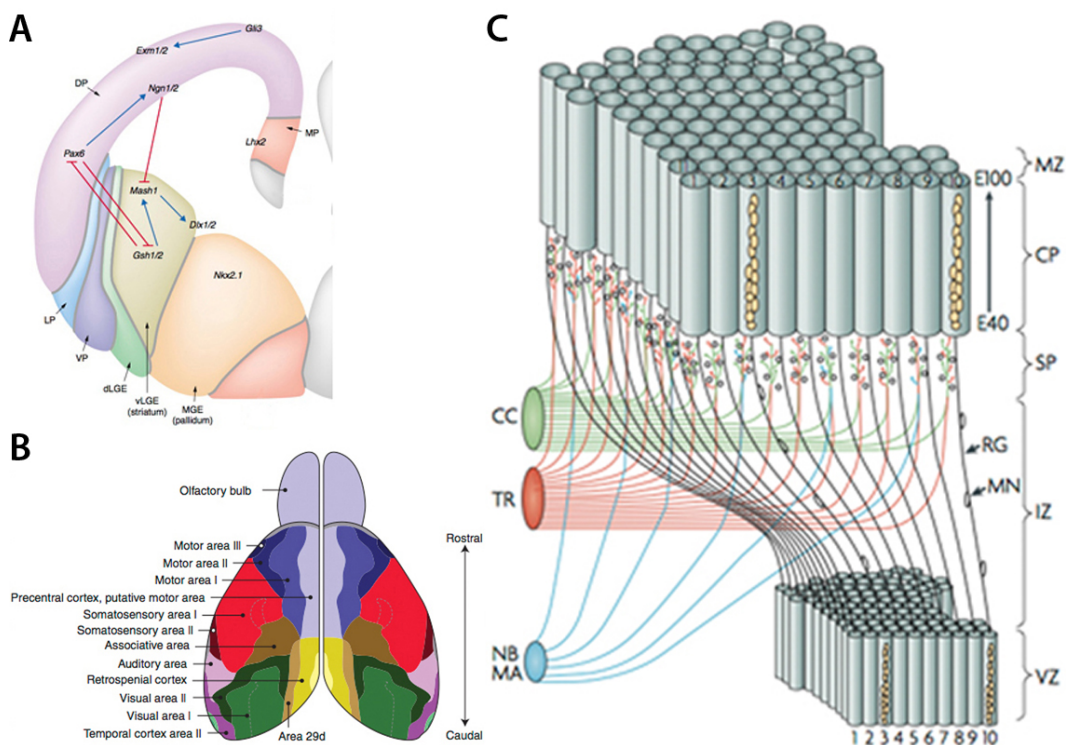 A
Gli3
Exm1/2
DP
Ngn1/2
MP
Lhx2
Pax6
Mash1
Dlx1/2
Gsh1/2
Nkx2.1
LP
VP
dLGE
vLGE
(striatum)
MGE
(pallidum)
B
Olfactory bulb
Rostral
Motor area III
Motor area II
Motor area I
Precentral cortex, putative motor area
Somatosensory area I
Somatosensory area II
Associative area
Auditory area
Retrospenial cortex
Visual area II
Visual area I
Temporal cortex area II
Area 29d
Caudal
C
MZ
E100
1 2 3 4 5 6 7 8 9 10
CP
E40
SP
CC
RG
TR
MN
IZ
NB
MA
VZ
1 2 3 4 5 6 7 8 9 10